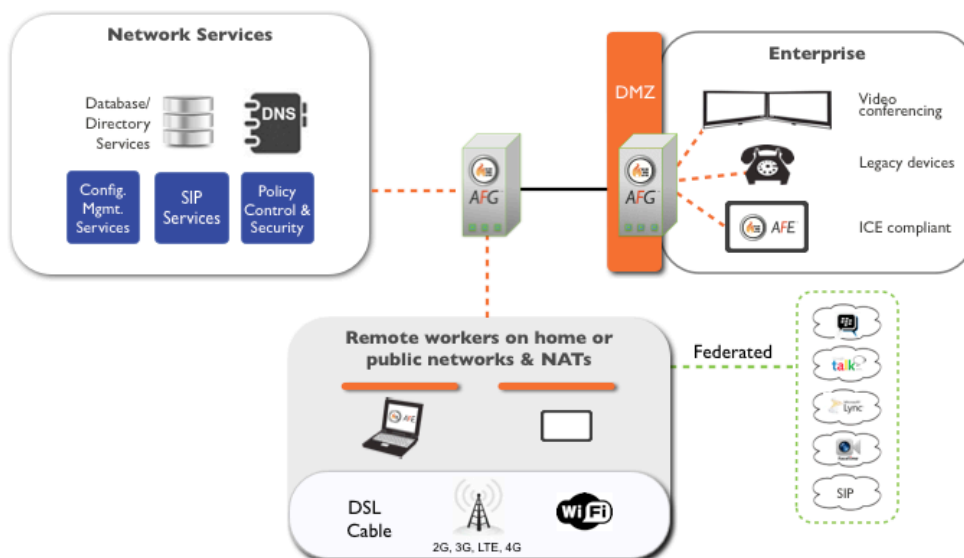 Network Services
Database/
Directory
Services
DNS
Config.
Mgmt.
Services
SIP
Services
Policy
Control &
Security
AFG
DMZ
AFG
Enterprise
Video
conferencing
Legacy devices
AFE
ICE compliant
Remote workers on home or
public networks & NATs
AFE
DSL
Cable
2G, 3G, LTE, 4G
Wi Fi
Federated
talk
Lync
SIP